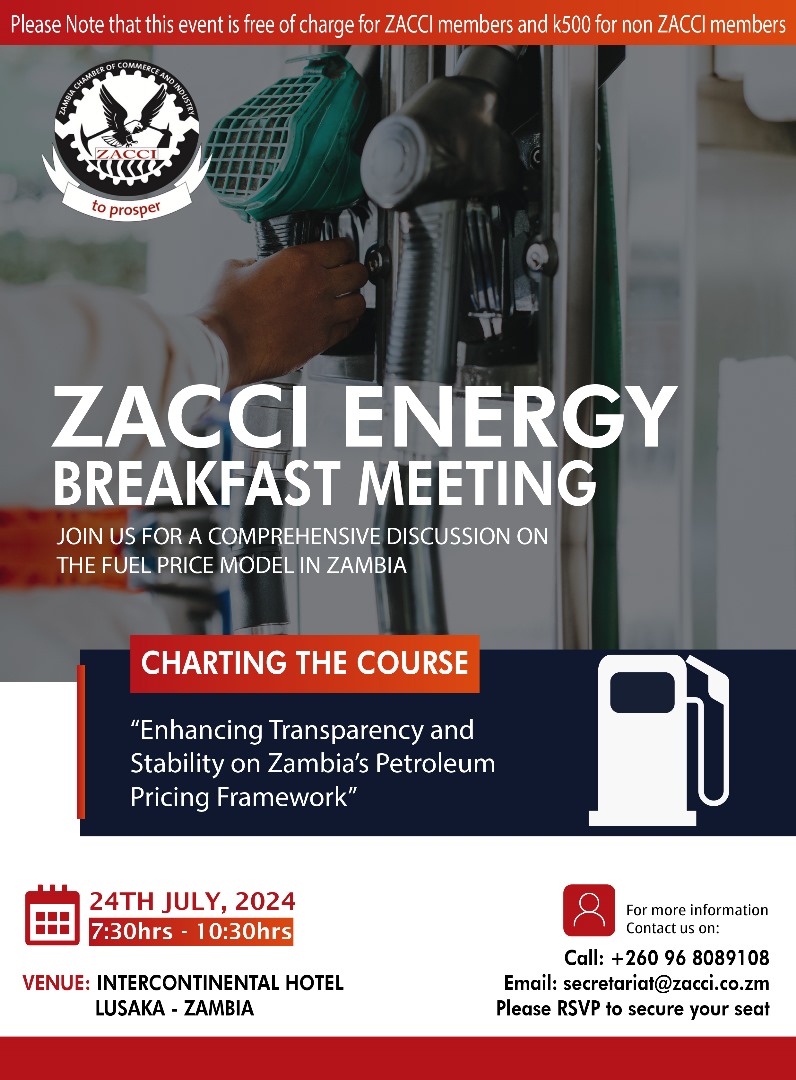 Please Note that this event is free of charge for ZACCI members and k500 for non ZACCI members
ZAMBIA CHAMBER OF COMMERCE AND INDUSTRY
ZACCI
to prosper
ZACCI ENERGY
BREAKFAST MEETING
JOIN US FOR A COMPREHENSIVE DISCUSSION ON
THE FUEL PRICE MODEL IN ZAMBIA
CHARTING THE COURSE
“Enhancing Transparency and
Stability on Zambia’s Petroleum
Pricing Framework”
24TH JULY, 2024
7:30hrs - 10:30hrs
VENUE: INTERCONTINENTAL HOTEL
LUSAKA - ZAMBIA
For more information
Contact us on:
Call: +260 96 8089108
Email: secretariat@zacci.co.zm
Please RSVP to secure your seat